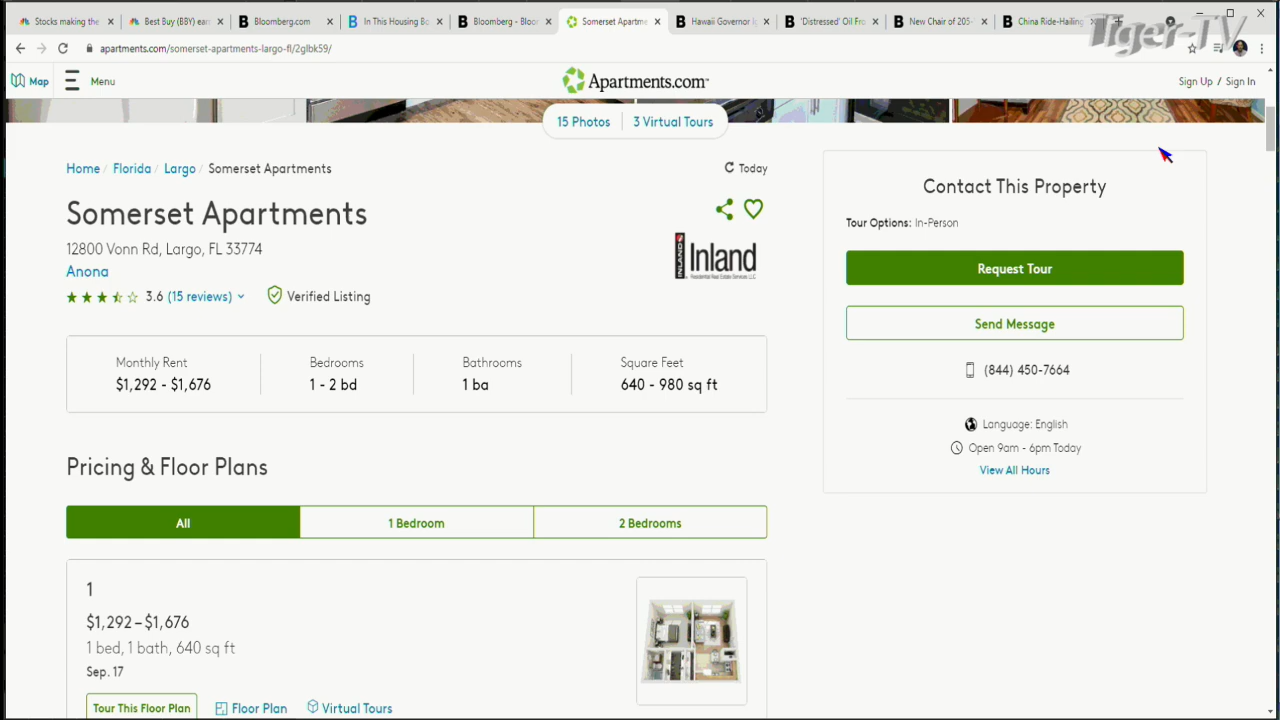 Stocks making the
Best Buy (BBY) ear
Bloomberg.com
In This Housing Bo
Bloomberg - Bloo
Somerset Apartme
Hawaii Governor I
'Distressed' Oil Fro
New Chair of 205-
China Ride-Hailing
Tiger-TV
apartments.com/somerset-apartments-largo-fl/2glbk59/
Map
Menu
Apartments.com
Sign Up / Sign In
15 Photos
3 Virtual Tours
Home / Florida / Largo / Somerset Apartments
Today
Somerset Apartments
12800 Vonn Rd, Largo, FL 33774
Anona
3.6 (15 reviews)
Verified Listing
INLAND
Inland
Residential Real Estate Services, LLC
Monthly Rent
$1,292 - $1,676
Bedrooms
1 - 2 bd
Bathrooms
1 ba
Square Feet
640 - 980 sq ft
Contact This Property
Tour Options: In-Person
Request Tour
Send Message
(844) 450-7664
Language: English
Open 9am - 6pm Today
View All Hours
Pricing & Floor Plans
All
1 Bedroom
2 Bedrooms
1
$1,292 – $1,676
1 bed, 1 bath, 640 sq ft
Sep. 17
Tour This Floor Plan
Floor Plan
Virtual Tours